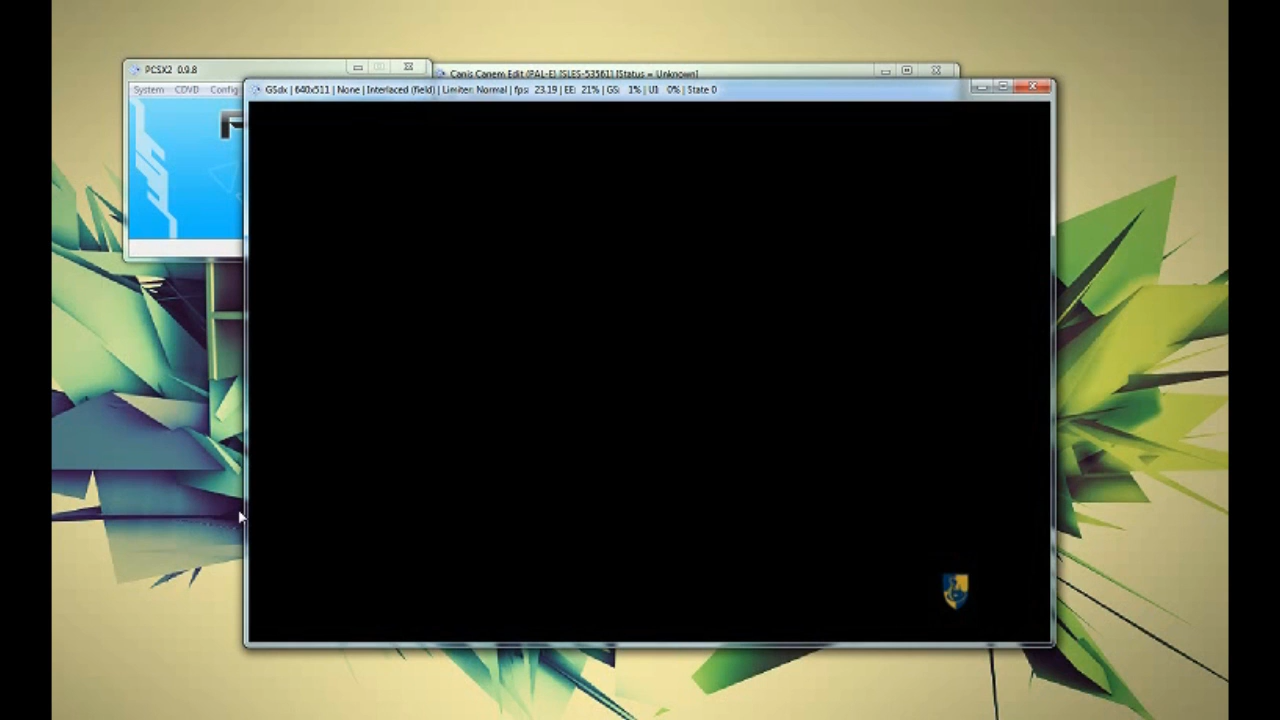 PCSX2 0.9.8
Canis Canem Edit (PAL-E) [SLES-53561] [Status = Unknown]
System CDVD Config
GSdx | 640x511 | None | Interlaced (field) | Limiter: Normal | fps: 23.19 | EE: 21% | GS: 1% | UI: 0% | State 0